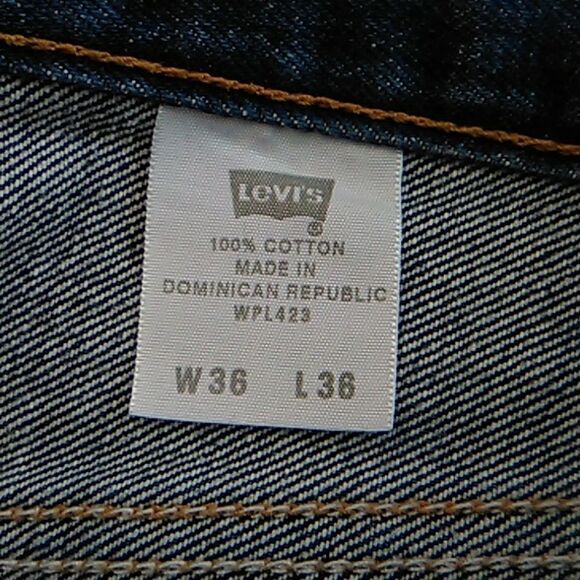 LEVI'S
®
100% COTTON
MADE IN
DOMINICAN REPUBLIC
WPL423
W36 L36